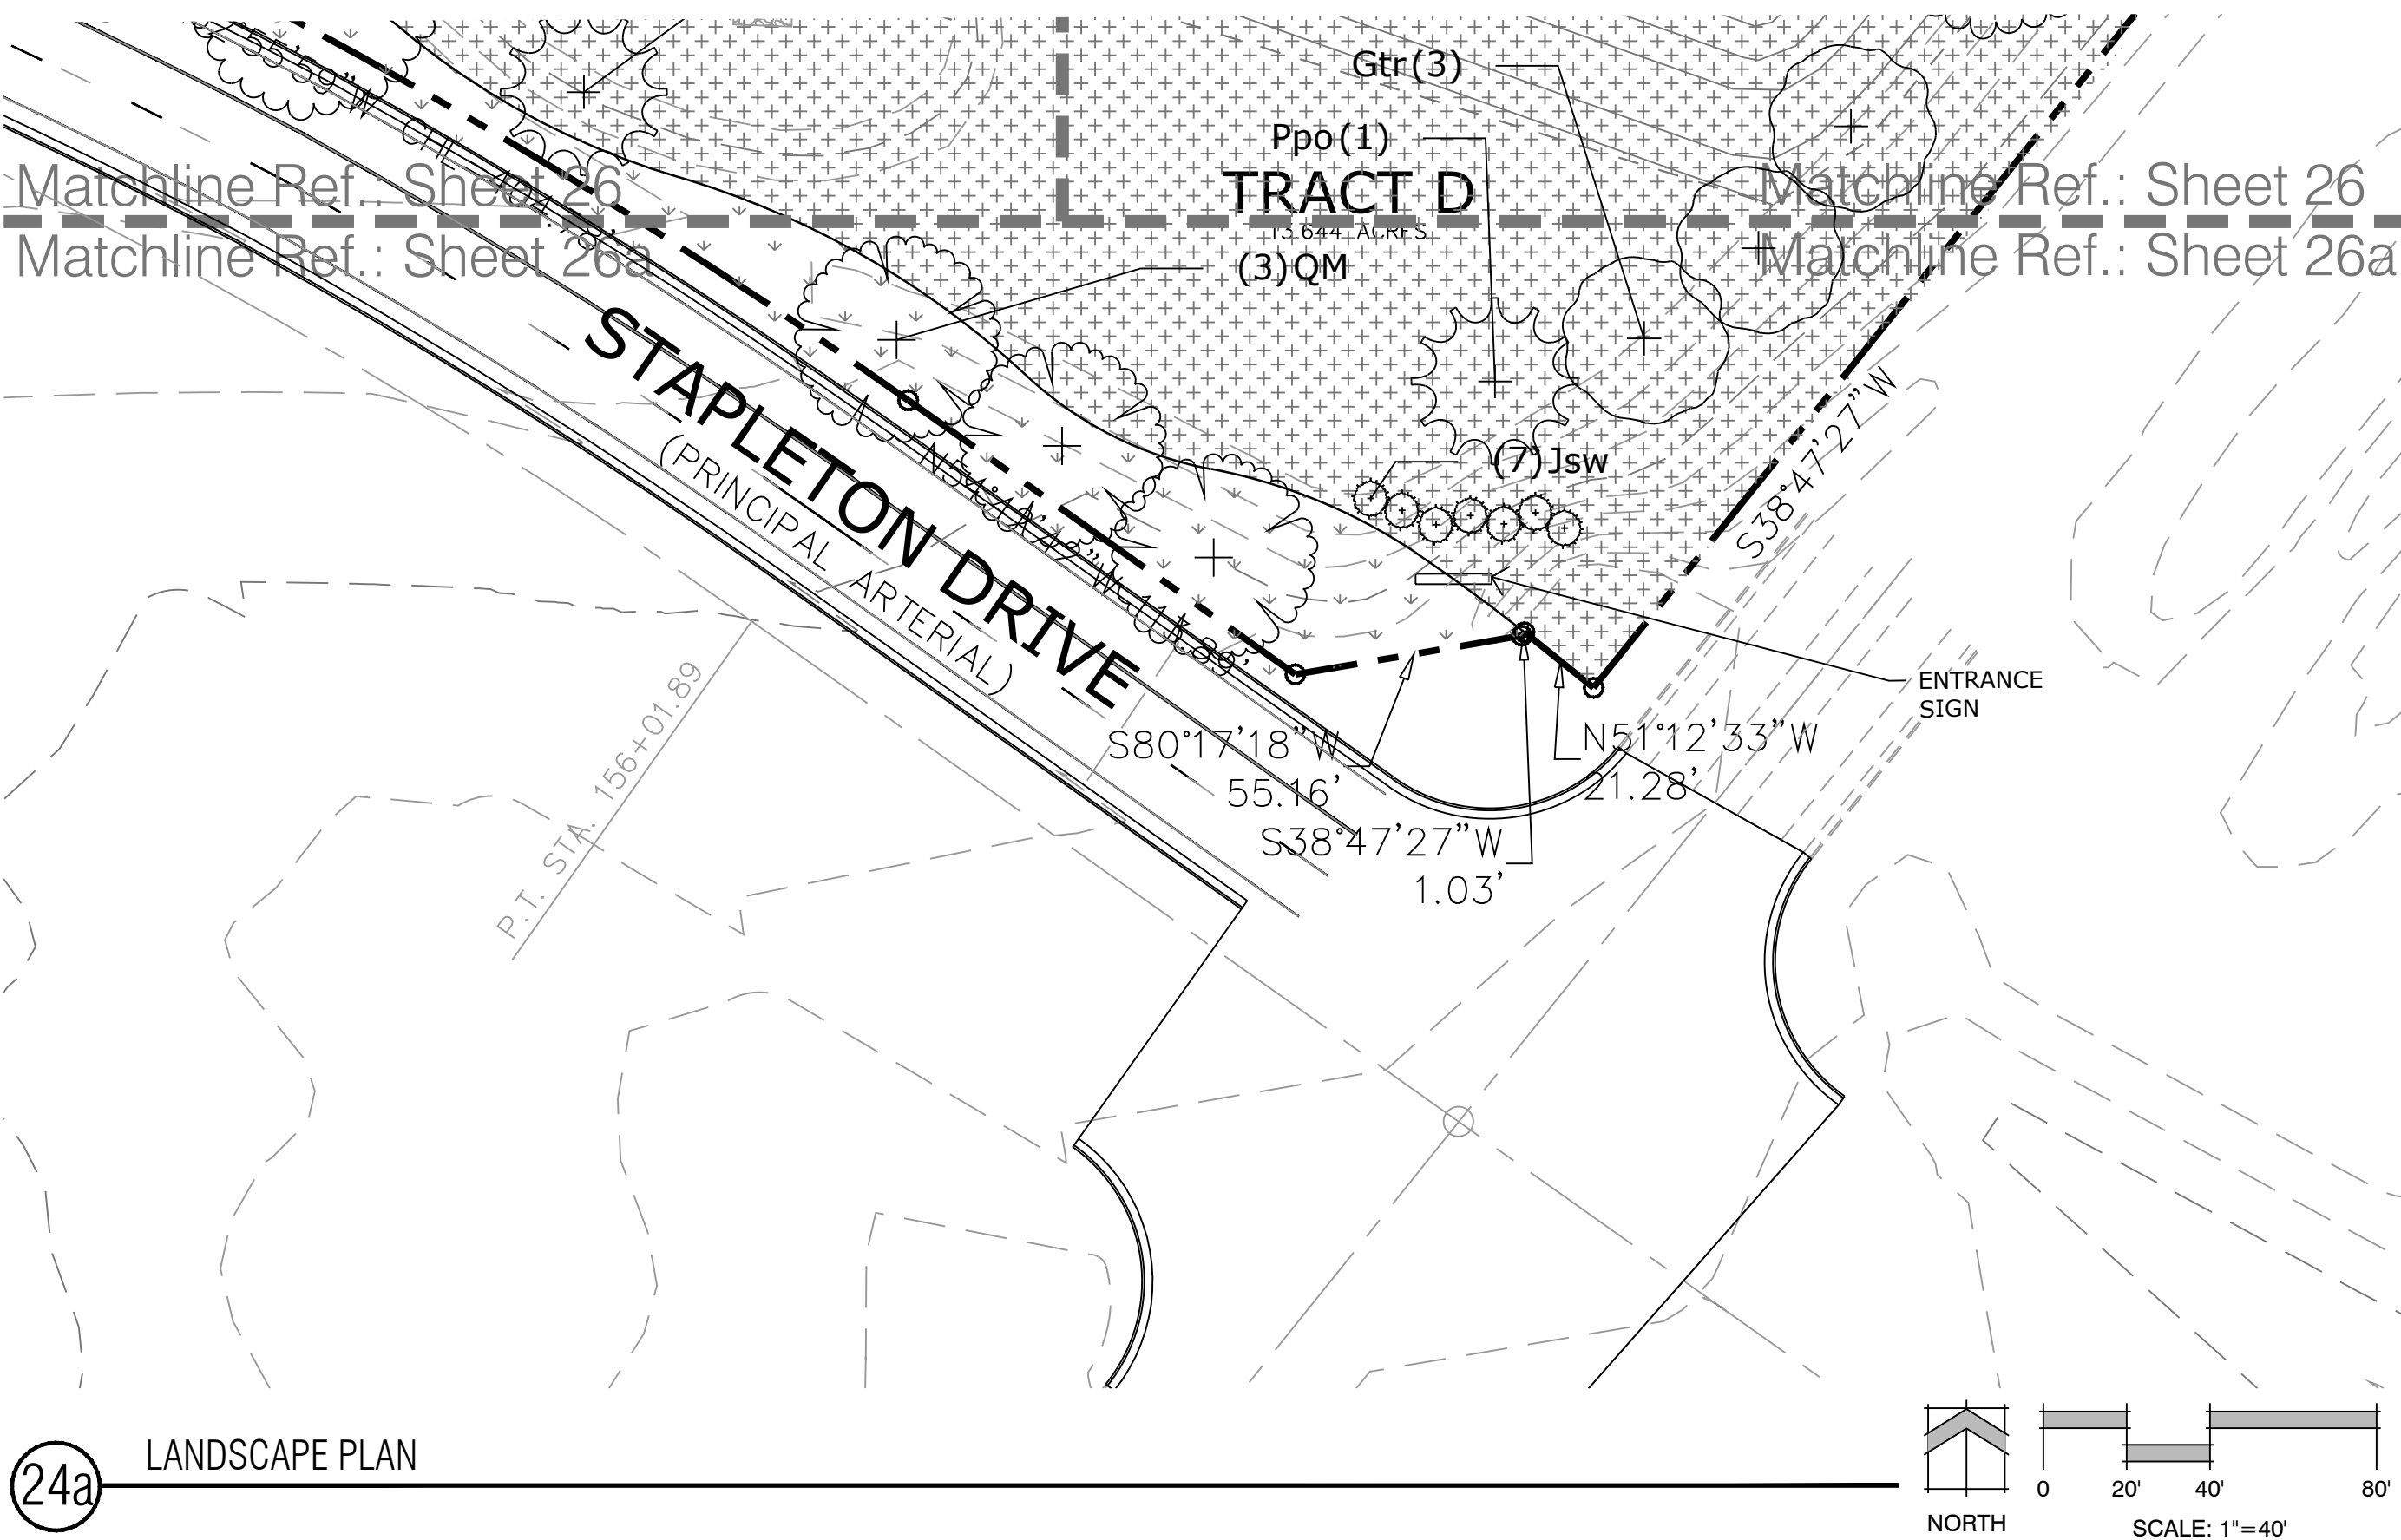 Gtr(3)
Ppo(1)
Matchline Ref.: Sheet 26
TRACT D
Matchline Ref.: Sheet 26
13.644 ACRES
Matchline Ref.: Sheet 26a
(3)QM
Matchline Ref.: Sheet 26a
STAPLETON DRIVE
(PRINCIPAL ARTERIAL)
(7)Jsw
S38°47'27"W
P.T. STA. 156+01.89
ENTRANCE
SIGN
S80°17'18"W
55.16'
N51°12'33"W
21.28'
S38°47'27"W
1.03'
24a
LANDSCAPE PLAN
NORTH
0 20' 40' 80'
SCALE: 1"=40'